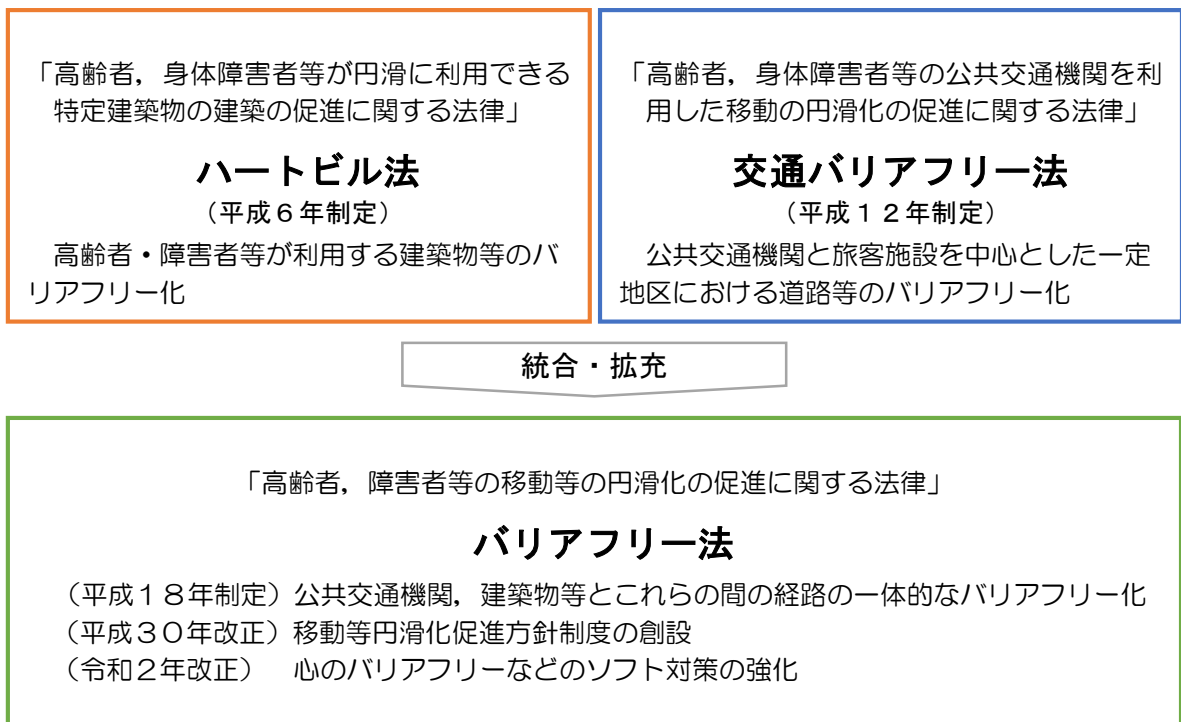 「高齢者，身体障害者等が円滑に利用できる
特定建築物の建築の促進に関する法律」
ハートビル法
（平成６年制定）
高齢者・障害者等が利用する建築物等のバ
リアフリー化
「高齢者，身体障害者等の公共交通機関を利
用した移動の円滑化の促進に関する法律」
交通バリアフリー法
（平成１２年制定）
公共交通機関と旅客施設を中心とした一定
地区における道路等のバリアフリー化
統合・拡充
「高齢者，障害者等の移動等の円滑化の促進に関する法律」
バリアフリー法
（平成１８年制定）公共交通機関，建築物等とこれらの間の経路の一体的なバリアフリー化
（平成３０年改正）移動等円滑化促進方針制度の創設
（令和２年改正）　心のバリアフリーなどのソフト対策の強化